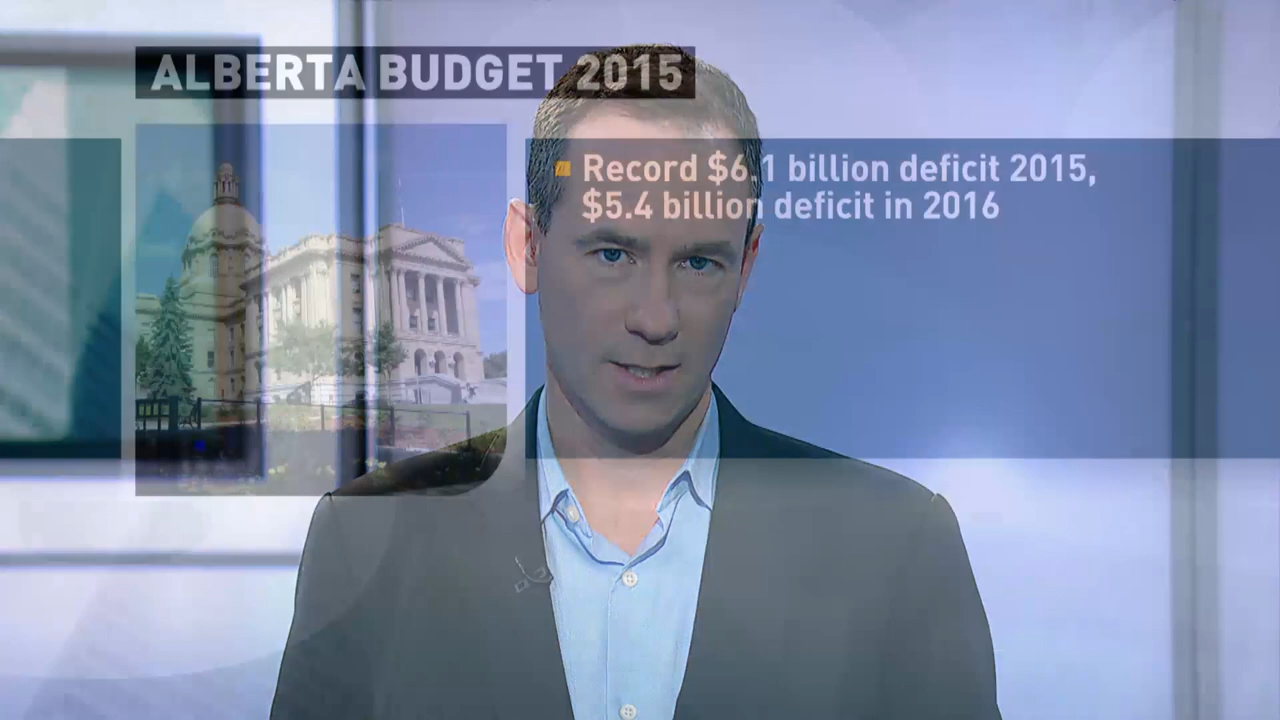 ALBERTA BUDGET 2015
Record $6.1 billion deficit 2015,
$5.4 billion deficit in 2016